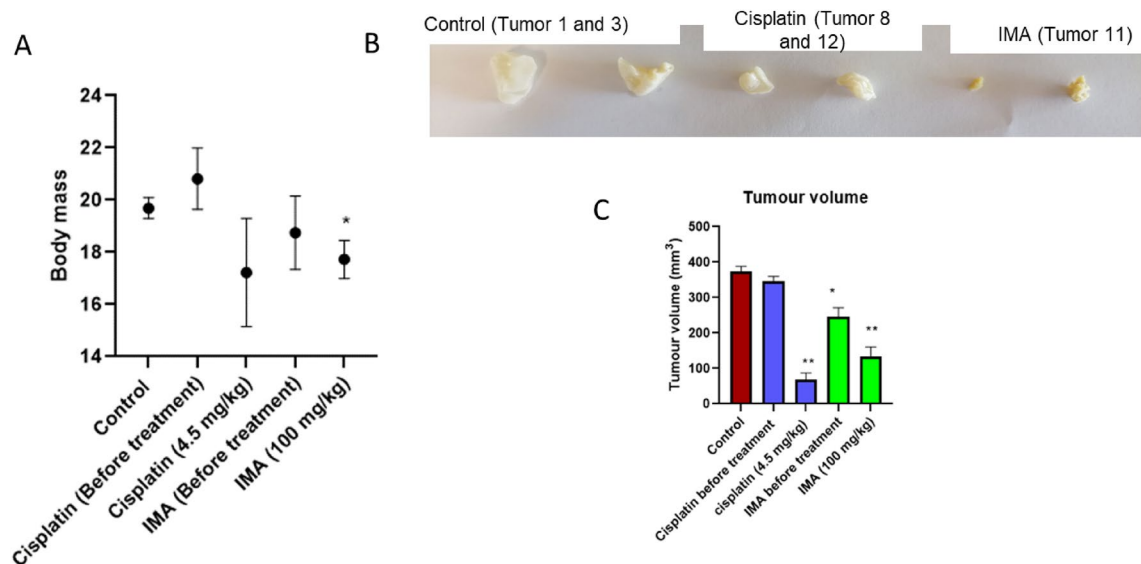 A
Body mass
24
22
20
18
16
14
*
Control
Cisplatin (Before treatment)
Cisplatin (4.5 mg/kg)
IMA (Before treatment)
IMA (100 mg/kg)
B
Control (Tumor 1 and 3)
Cisplatin (Tumor 8
and 12)
IMA (Tumor 11)
C
Tumour volume
Tumour volume (mm³)
500
400
300
200
100
0
**
*
**
Control
Cisplatin before treatment
cisplatin (4.5 mg/kg)
IMA before treatment
IMA (100 mg/kg)